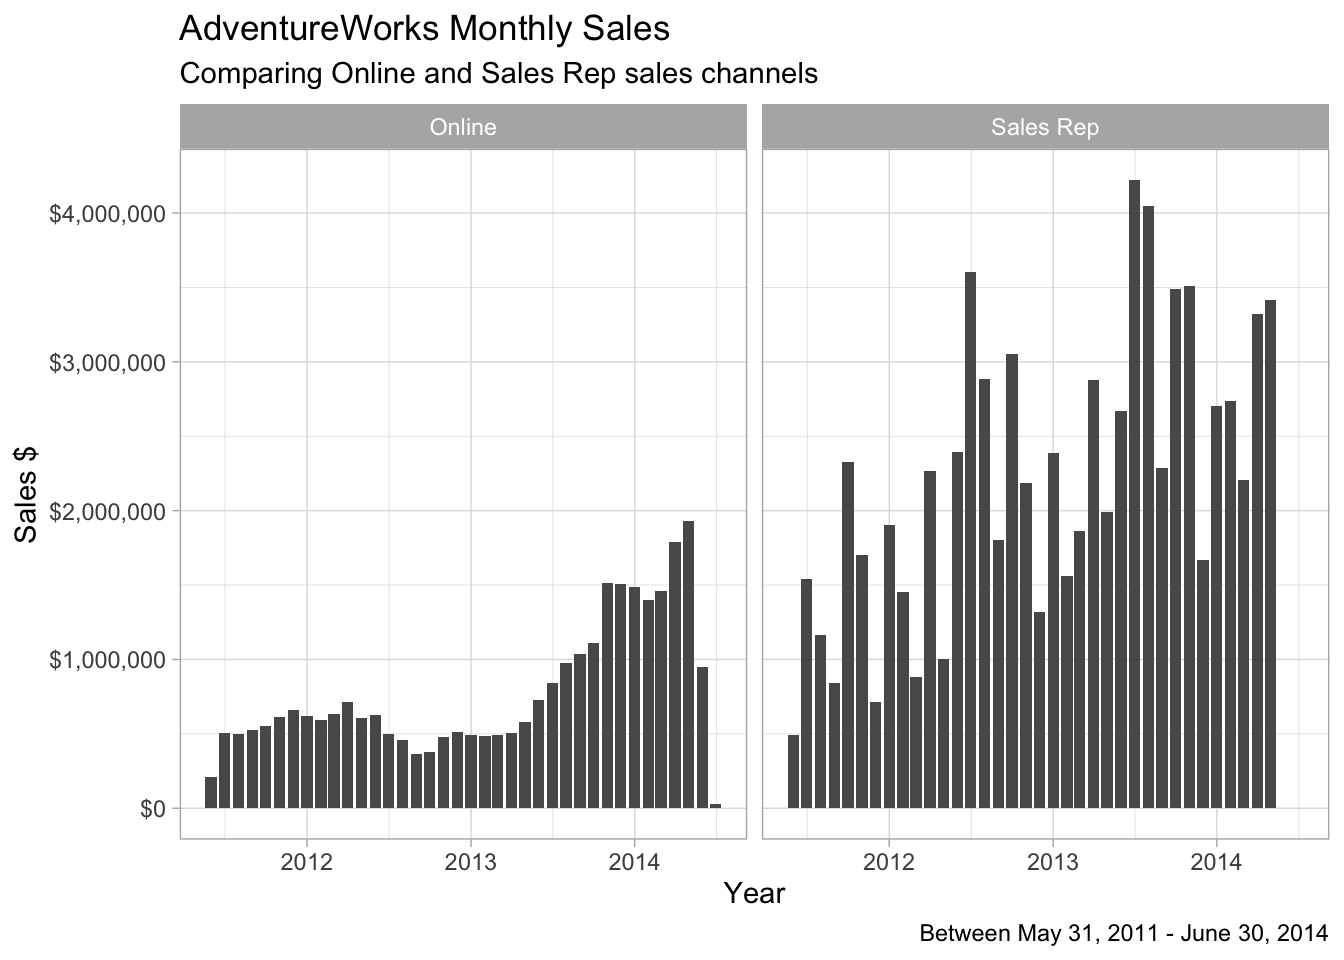 AdventureWorks Monthly Sales
Comparing Online and Sales Rep sales channels
Online
Sales Rep
$4,000,000
$3,000,000
$2,000,000
$1,000,000
$0
Sales $
2012 2013 2014
2012 2013 2014
Year
Between May 31, 2011 - June 30, 2014